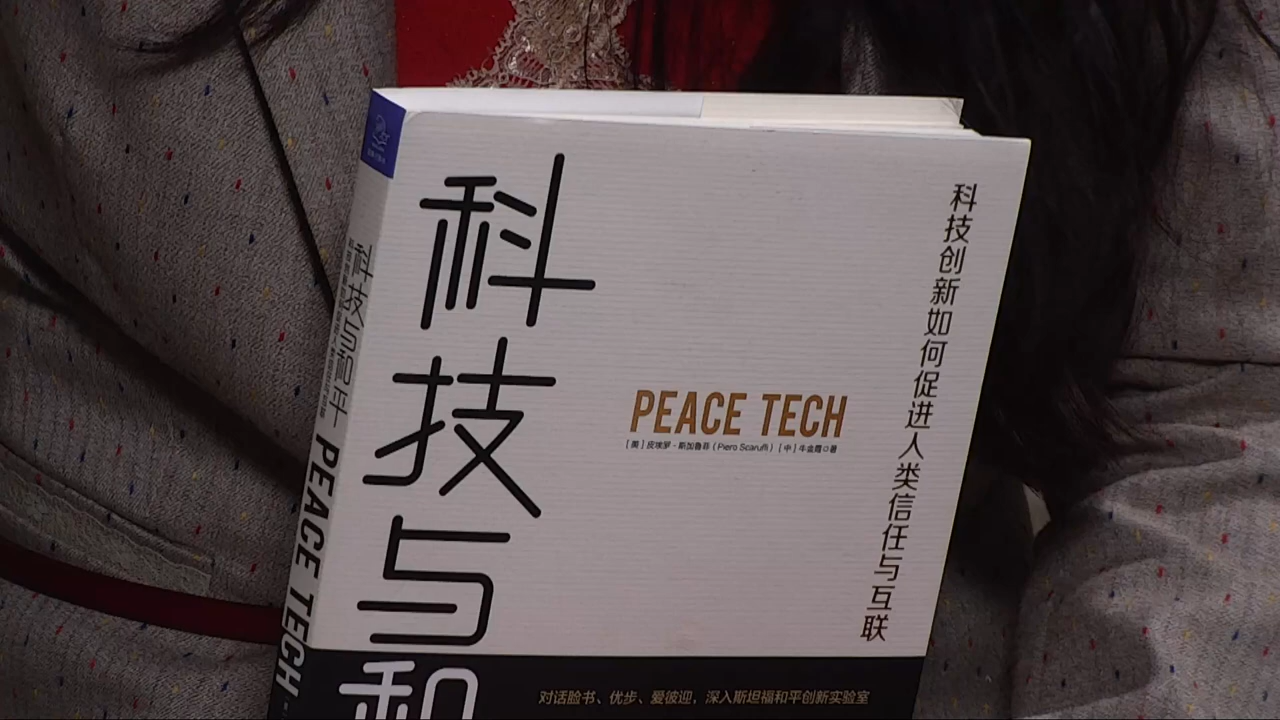 科技与和
科技创新如何促进人类信任与互联
PEACE TECH
[美] 皮埃罗·斯加鲁菲 (Piero Scaruffi) [中] 牛金霞◎著
对话脸书、优步、爱彼迎，深入斯坦福和平创新实验室
科技与和平
PEACE TECH